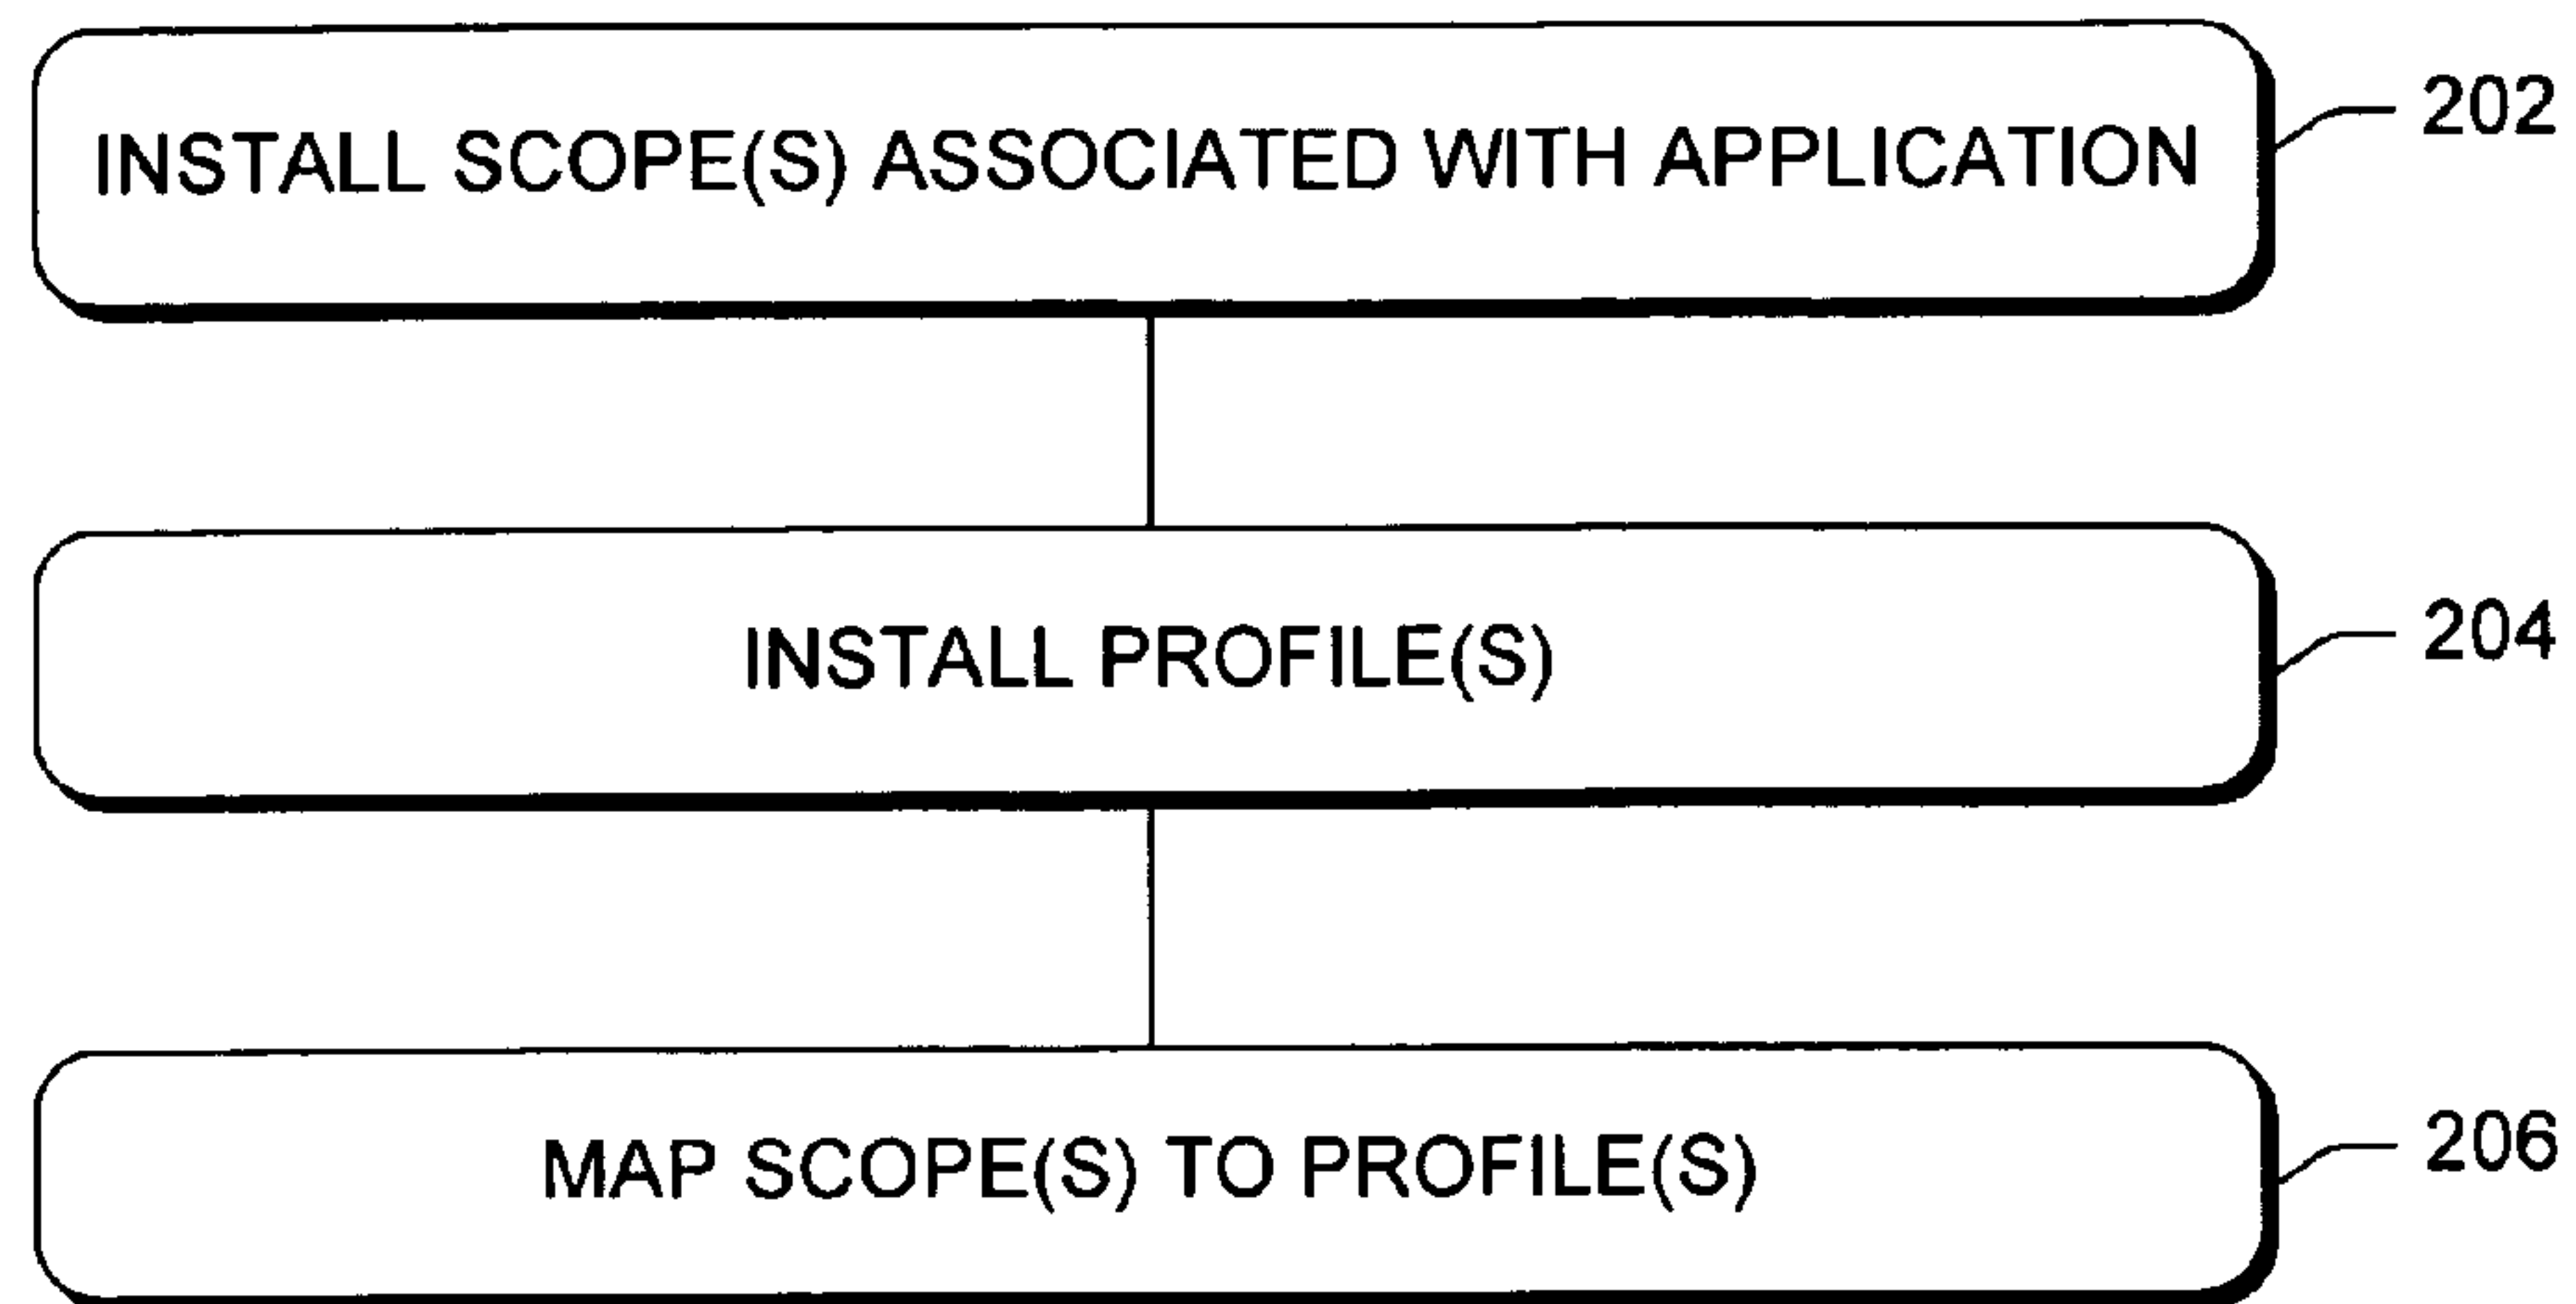 INSTALL SCOPE(S) ASSOCIATED WITH APPLICATION
202
INSTALL PROFILE(S)
204
MAP SCOPE(S) TO PROFILE(S)
206